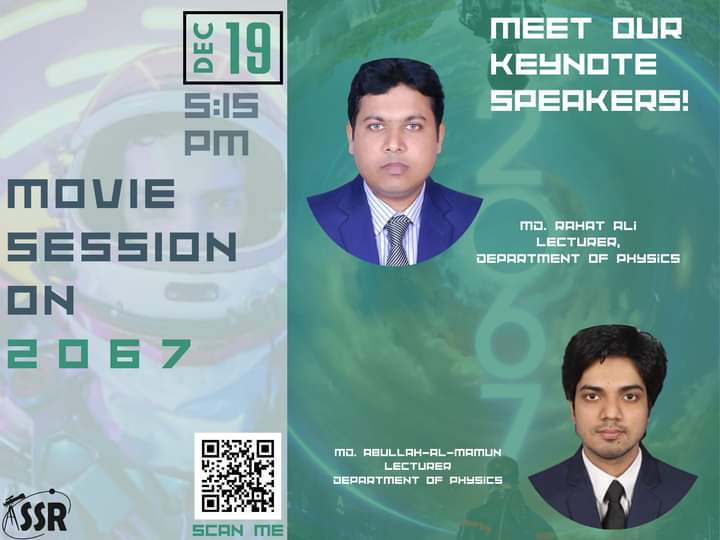 DEC 19
5:15
PM
MOVIE
SESSION
ON
2067
SCAN ME
SSR
MEET OUR
KEYNOTE
SPEAKERS!
MD. RAHAT ALI
LECTURER,
DEPARTMENT OF PHYSICS
2067
MD. ABULLAH-AL-MAMUN
LECTURER
DEPARTMENT OF PHYSICS